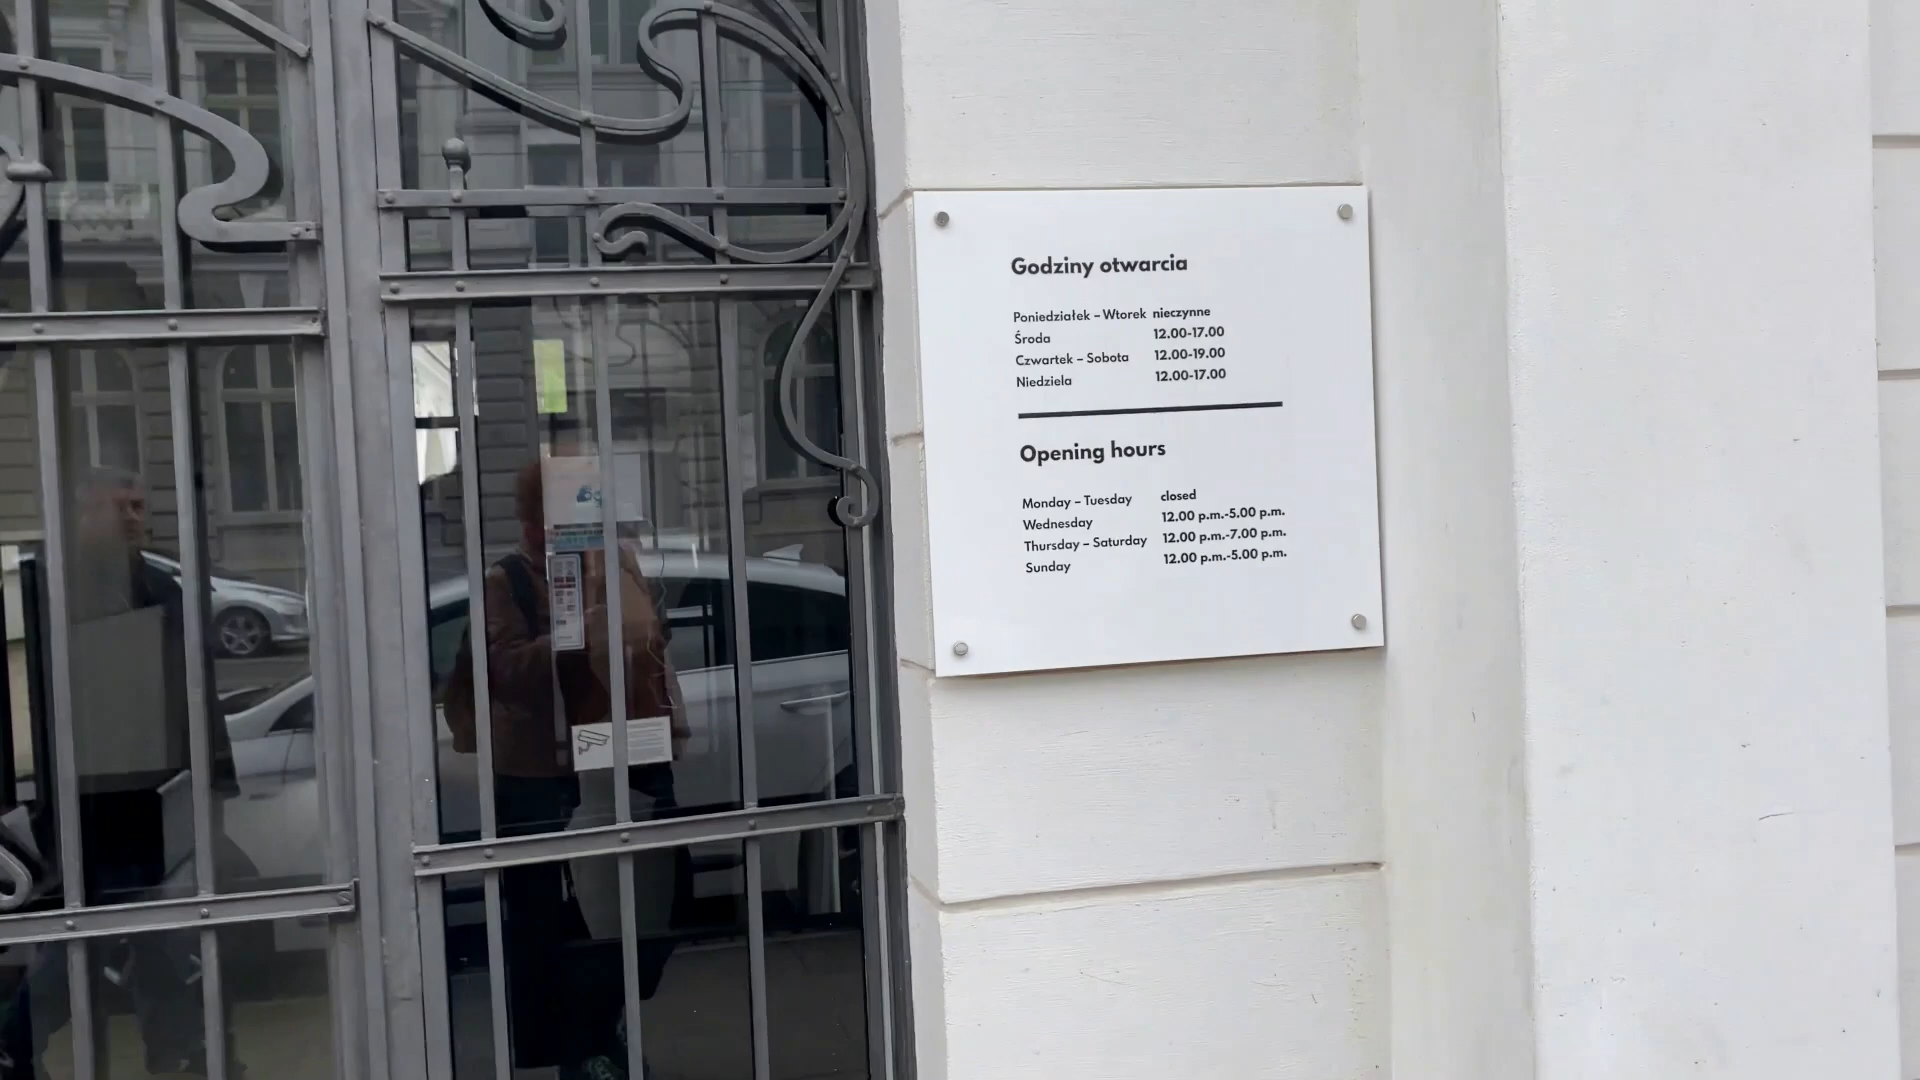 Godziny otwarcia
Poniedziałek – Wtorek nieczynne
Środa 12.00-17.00
Czwartek – Sobota 12.00-19.00
Niedziela 12.00-17.00
Opening hours
Monday – Tuesday closed
Wednesday 12.00 p.m.-5.00 p.m.
Thursday – Saturday 12.00 p.m.-7.00 p.m.
Sunday 12.00 p.m.-5.00 p.m.